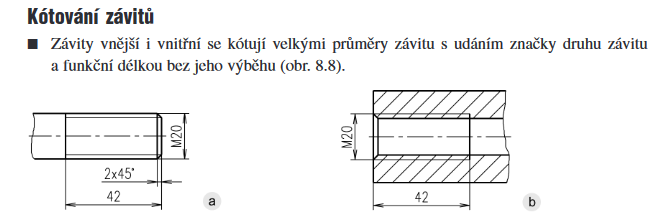 Kótování závitů
■ Závity vnější i vnitřní se kótují velkými průměry závitu s udáním značky druhu závitu
a funkční délkou bez jeho výběhu (obr. 8.8).
M20
2x45°
42
a
M20
42
b